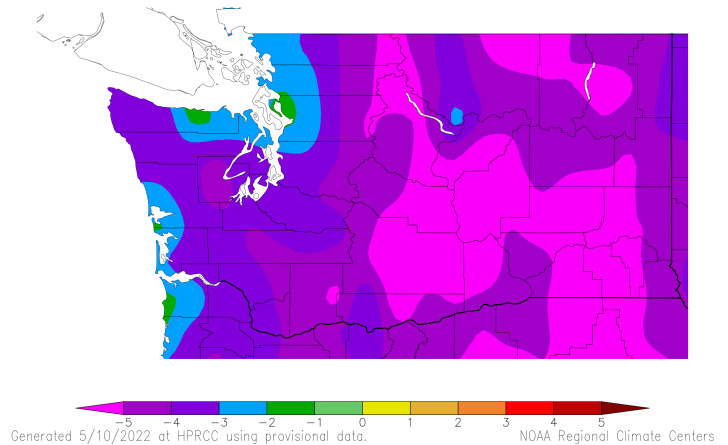 −5 −4 −3 −2 −1 0 1 2 3 4 5
Generated 5/10/2022 at HPRCC using provisional data. NOAA Regional Climate Centers